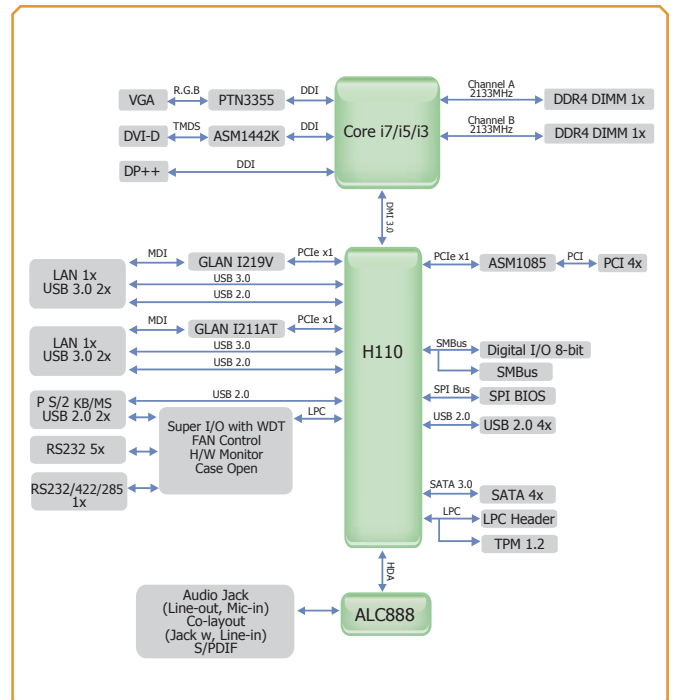 VGA
R.G.B
PTN3355
DDI
Core i7/i5/i3
Channel A
2133MHz
DDR4 DIMM 1x
DVI-D
TMDS
ASM1442K
DDI
Channel B
2133MHz
DDR4 DIMM 1x
DP++
DDI
DMI 3.0
LAN 1x
USB 3.0 2x
MDI
GLAN I219V
PCIe x1
USB 3.0
USB 2.0
H110
PCIe x1
ASM1085
PCI
PCI 4x
LAN 1x
USB 3.0 2x
MDI
GLAN I211AT
PCIe x1
USB 3.0
USB 2.0
SMBus
Digital I/O 8-bit
SMBus
SPI Bus
SPI BIOS
USB 2.0
USB 2.0 4x
P S/2 KB/MS
USB 2.0 2x
USB 2.0
LPC
Super I/O with WDT
FAN Control
H/W Monitor
Case Open
RS232 5x
RS232/422/285
1x
SATA 3.0
SATA 4x
LPC
LPC Header
TPM 1.2
HDA
Audio Jack
(Line-out, Mic-in)
Co-layout
(Jack w, Line-in)
S/PDIF
ALC888